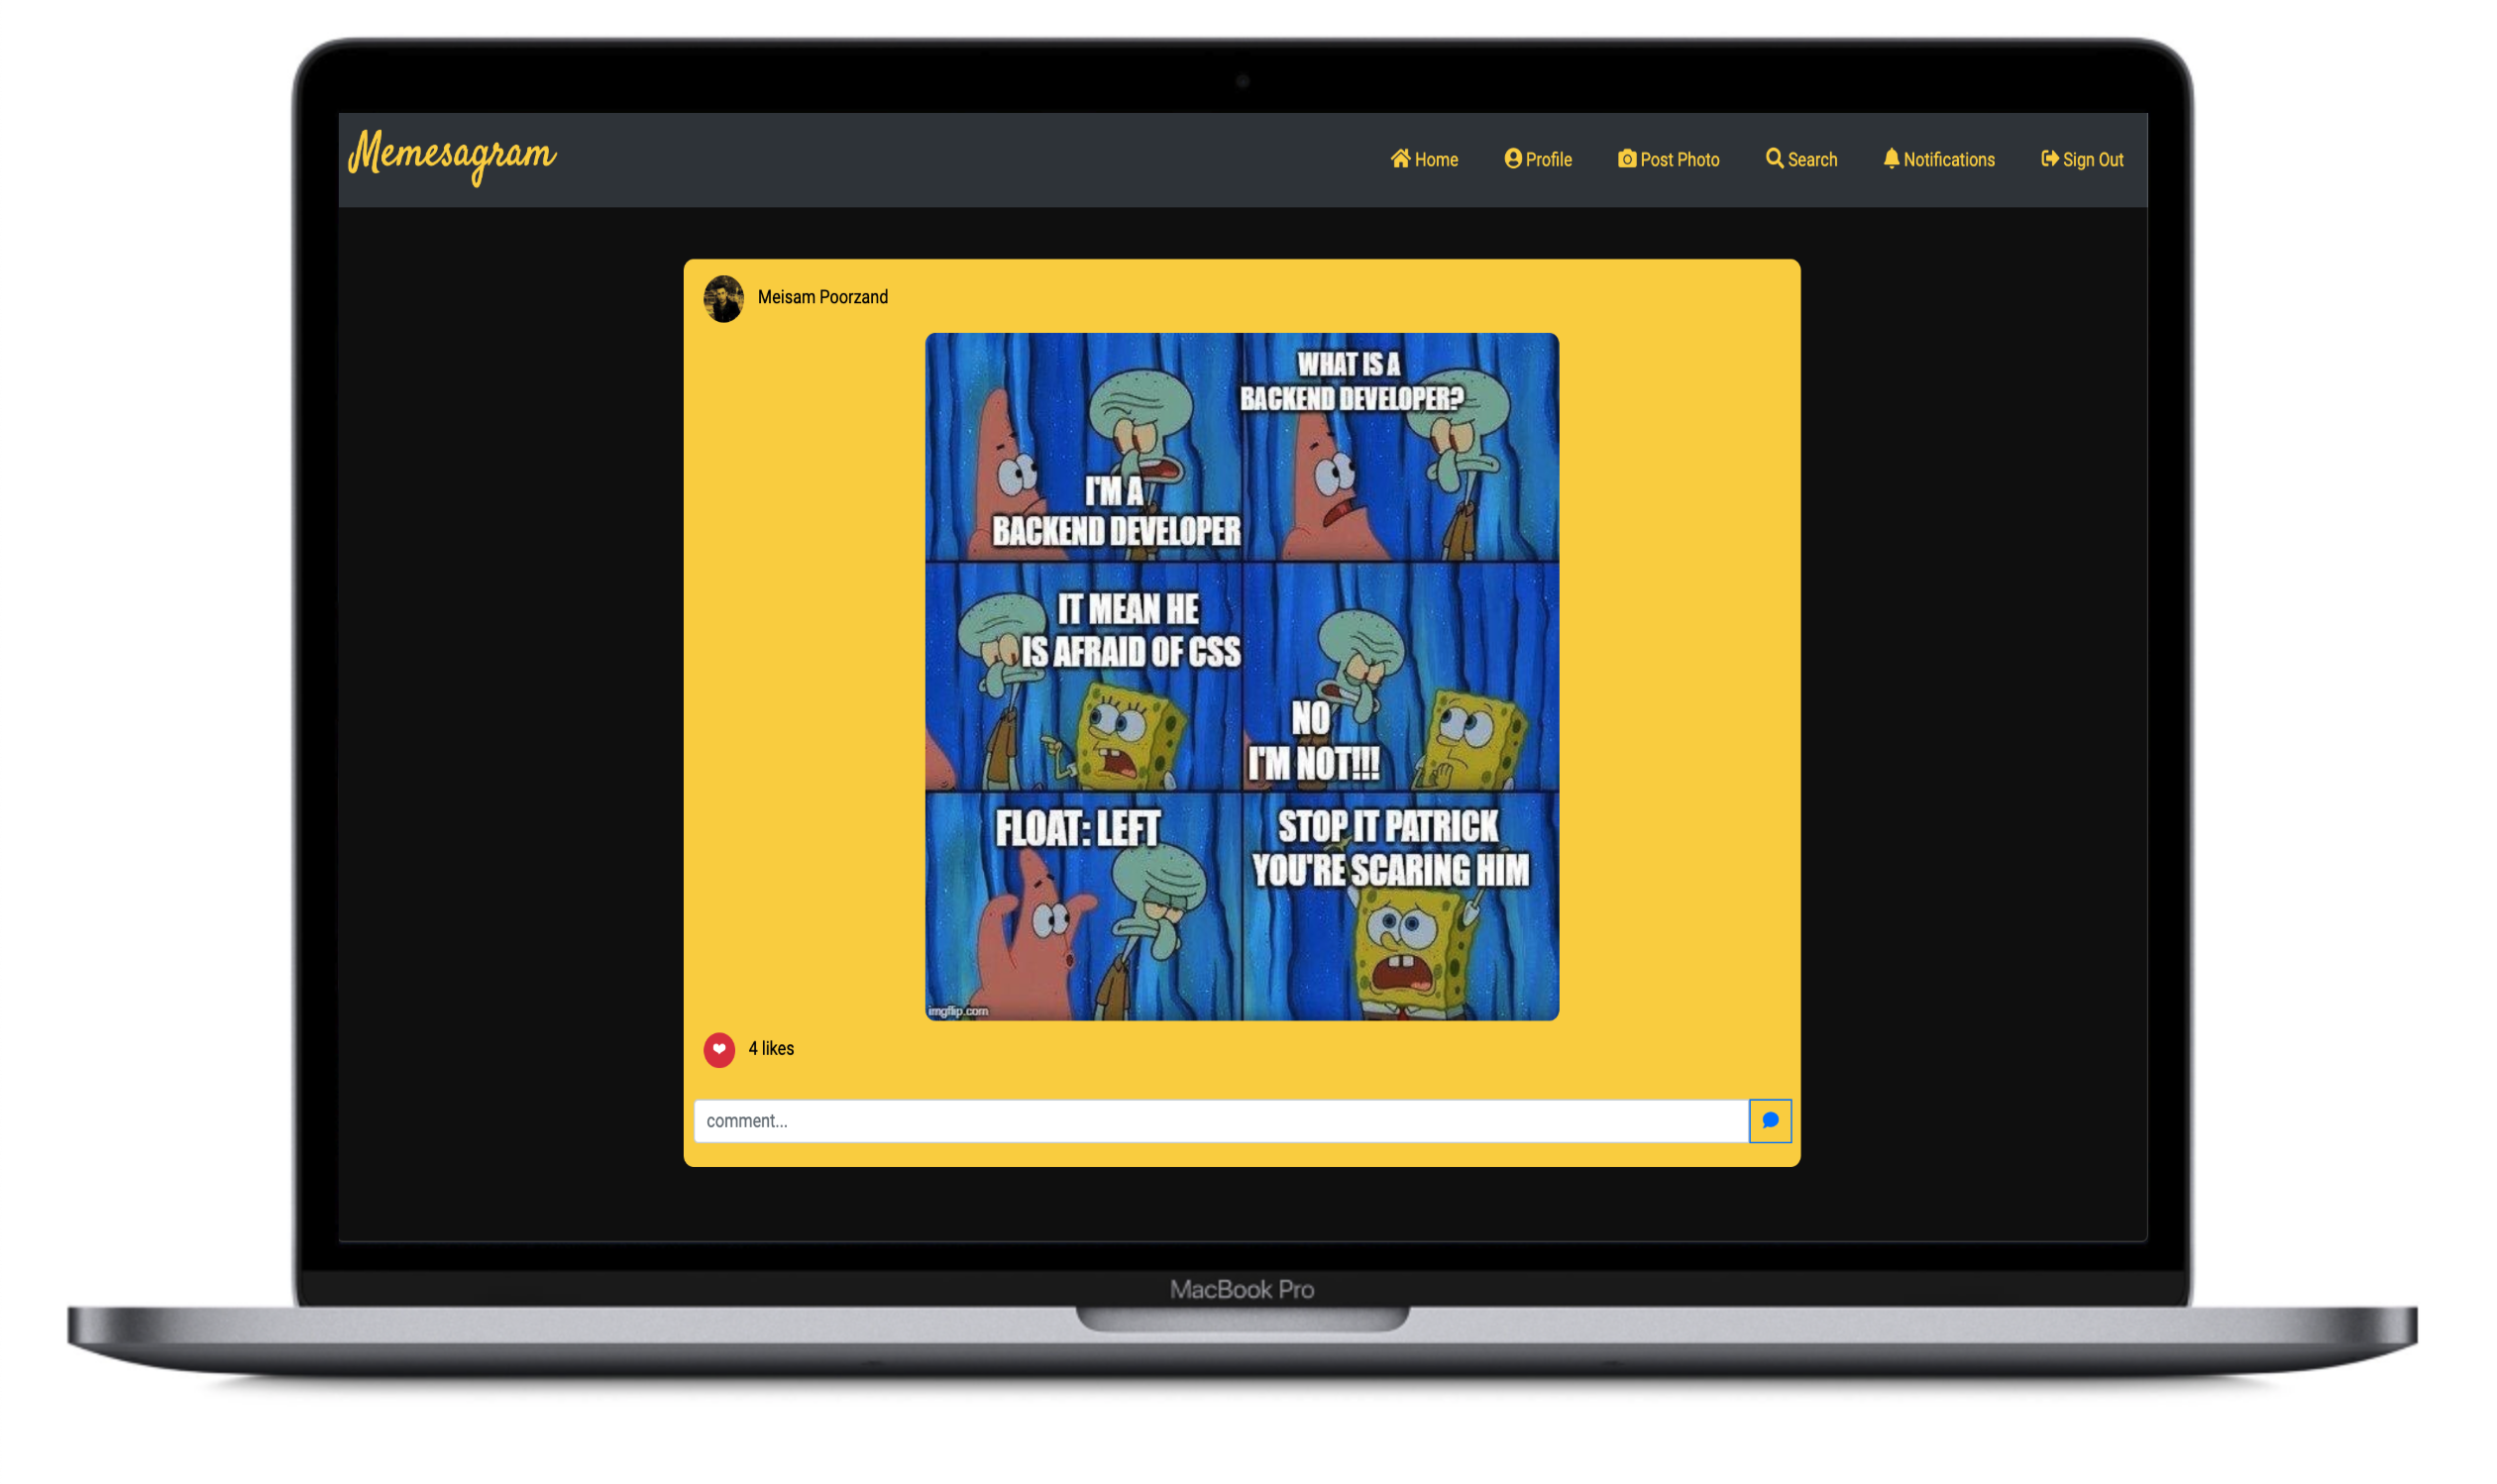 Memesagram
Home Profile Post Photo Search Notifications Sign Out
Meisam Poorzand
I'M A
BACKEND DEVELOPER
WHAT IS A
BACKEND DEVELOPER?
IT MEAN HE
IS AFRAID OF CSS
NO
I'M NOT!!!
FLOAT: LEFT
STOP IT PATRICK
YOU'RE SCARING HIM
imgflip.com
4 likes
comment...
MacBook Pro